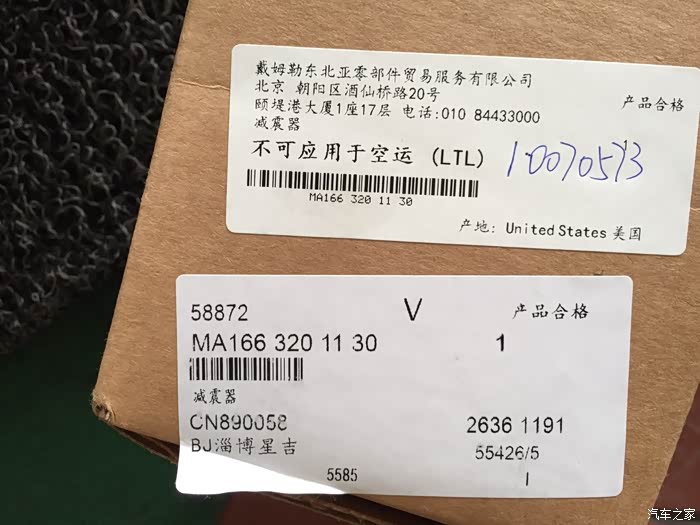 戴姆勒东北亚零部件贸易服务有限公司
北京 朝阳区酒仙桥路20号
颐堤港大厦1座17层 电话:010 84433000
减震器
产品合格
不可应用于空运 (LTL)
10070573
MA166 320 11 30
产地: United States 美国
58872
V
产品合格
MA166 320 11 30
1
减震器
CN890058
2636 1191
BJ淄博星吉
55426/5
5585
I
汽车之家